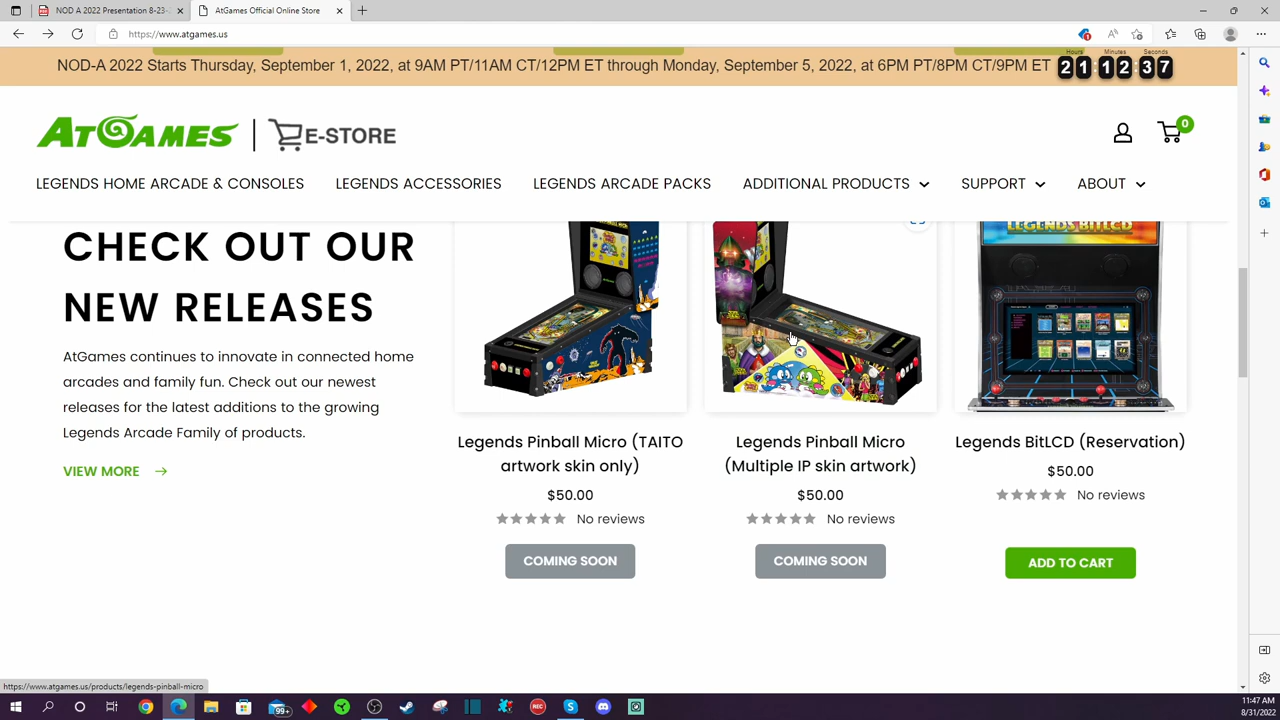 NOD A 2022 Presentation 8-23-2
AtGames Official Online Store
https://www.atgames.us
NOD-A 2022 Starts Thursday, September 1, 2022, at 9AM PT/11AM CT/12PM ET through Monday, September 5, 2022, at 6PM PT/8PM CT/9PM ET
Hours Minutes Seconds
21:12:37
ATGAMES | E-STORE
0
LEGENDS HOME ARCADE & CONSOLES LEGENDS ACCESSORIES LEGENDS ARCADE PACKS ADDITIONAL PRODUCTS SUPPORT ABOUT
CHECK OUT OUR
NEW RELEASES
AtGames continues to innovate in connected home
arcades and family fun. Check out our newest
releases for the latest additions to the growing
Legends Arcade Family of products.
VIEW MORE →
Legends Pinball Micro (TAITO
artwork skin only)
$50.00
No reviews
COMING SOON
Legends Pinball Micro
(Multiple IP skin artwork)
$50.00
No reviews
COMING SOON
LEGENDS BITLCD
Legends BitLCD (Reservation)
$50.00
No reviews
ADD TO CART
https://www.atgames.us/products/legends-pinball-micro
99+
REC
11:47 AM
8/31/2022